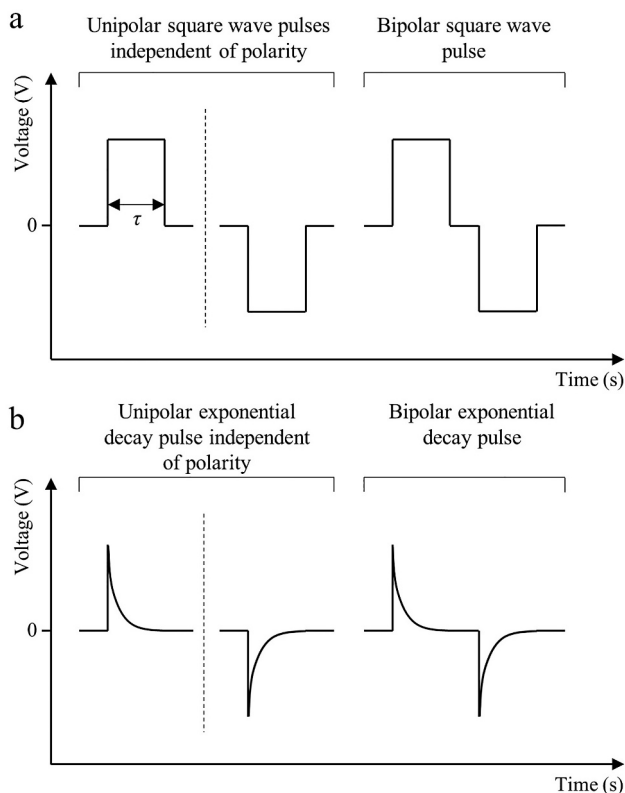 a
Unipolar square wave pulses
independent of polarity
Bipolar square wave
pulse
Voltage (V)
τ
0
Time (s)
b
Unipolar exponential
decay pulse independent
of polarity
Bipolar exponential
decay pulse
Voltage (V)
0
Time (s)